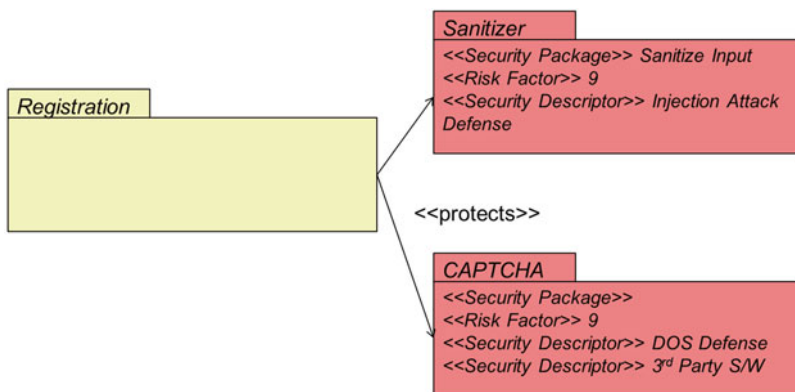 Registration
Sanitizer
<<Security Package>> Sanitize Input
<<Risk Factor>> 9
<<Security Descriptor>> Injection Attack
Defense
<<protects>>
CAPTCHA
<<Security Package>>
<<Risk Factor>> 9
<<Security Descriptor>> DOS Defense
<<Security Descriptor>> 3rd Party S/W